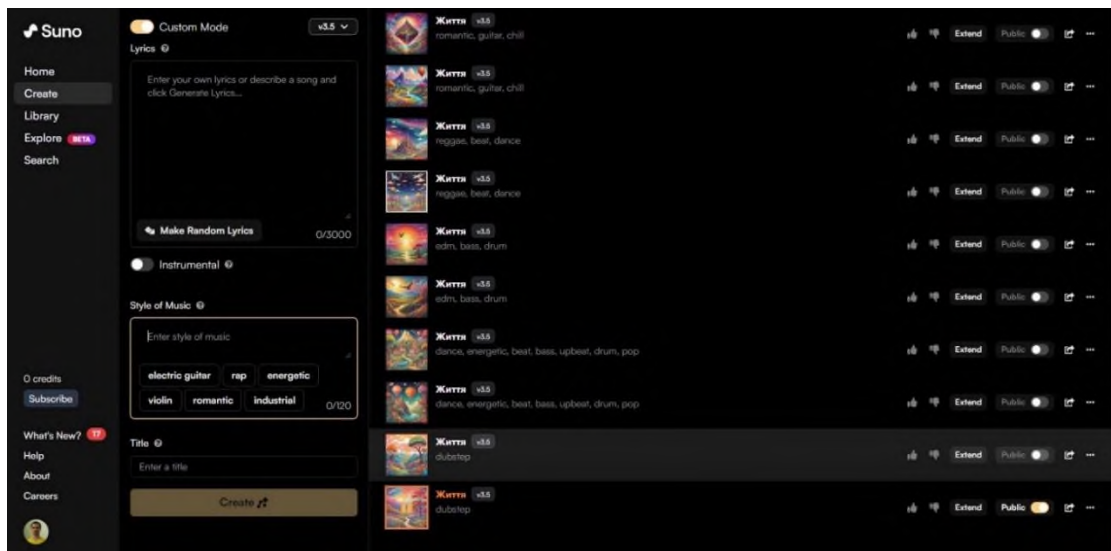 Suno
Home
Create
Library
Explore BETA
Search
0 credits
Subscribe
What's New? 17
Help
About
Careers
Custom Mode
v3.5
Lyrics
Enter your own lyrics or describe a song and
click Generate Lyrics...
Make Random Lyrics
0/3000
Instrumental
Style of Music
Enter style of music
electric guitar rap energetic
violin romantic industrial
0/120
Title
Enter a title
Create
Життя v3.5
romantic, guitar, chill
Extend Public
Життя v3.5
romantic, guitar, chill
Extend Public
Життя v3.5
reggae, beat, dance
Extend Public
Життя v3.5
reggae, beat, dance
Extend Public
Життя v3.5
edm, bass, drum
Extend Public
Життя v3.5
edm, bass, drum
Extend Public
Життя v3.5
dance, energetic, beat, bass, upbeat, drum, pop
Extend Public
Життя v3.5
dance, energetic, beat, bass, upbeat, drum, pop
Extend Public
Життя v3.5
dubstep
Extend Public
Життя v3.5
dubstep
Extend Public